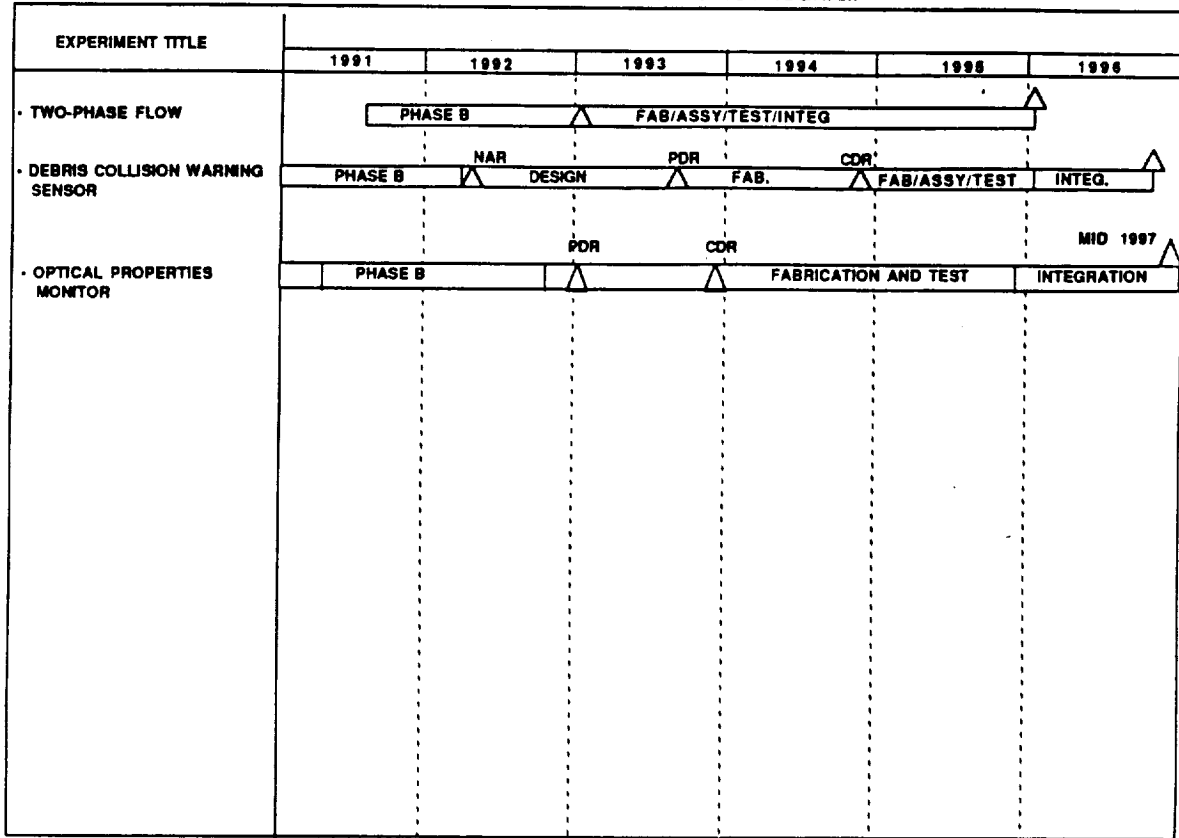 EXPERIMENT TITLE
1991 1992 1993 1994 1995 1996
· TWO-PHASE FLOW PHASE B FAB/ASSY/TEST/INTEG
NAR PDR CDR
· DEBRIS COLLISION WARNING PHASE B DESIGN FAB. FAB/ASSY/TEST INTEG.
SENSOR
MID 1997
PDR CDR
· OPTICAL PROPERTIES PHASE B FABRICATION AND TEST INTEGRATION
MONITOR